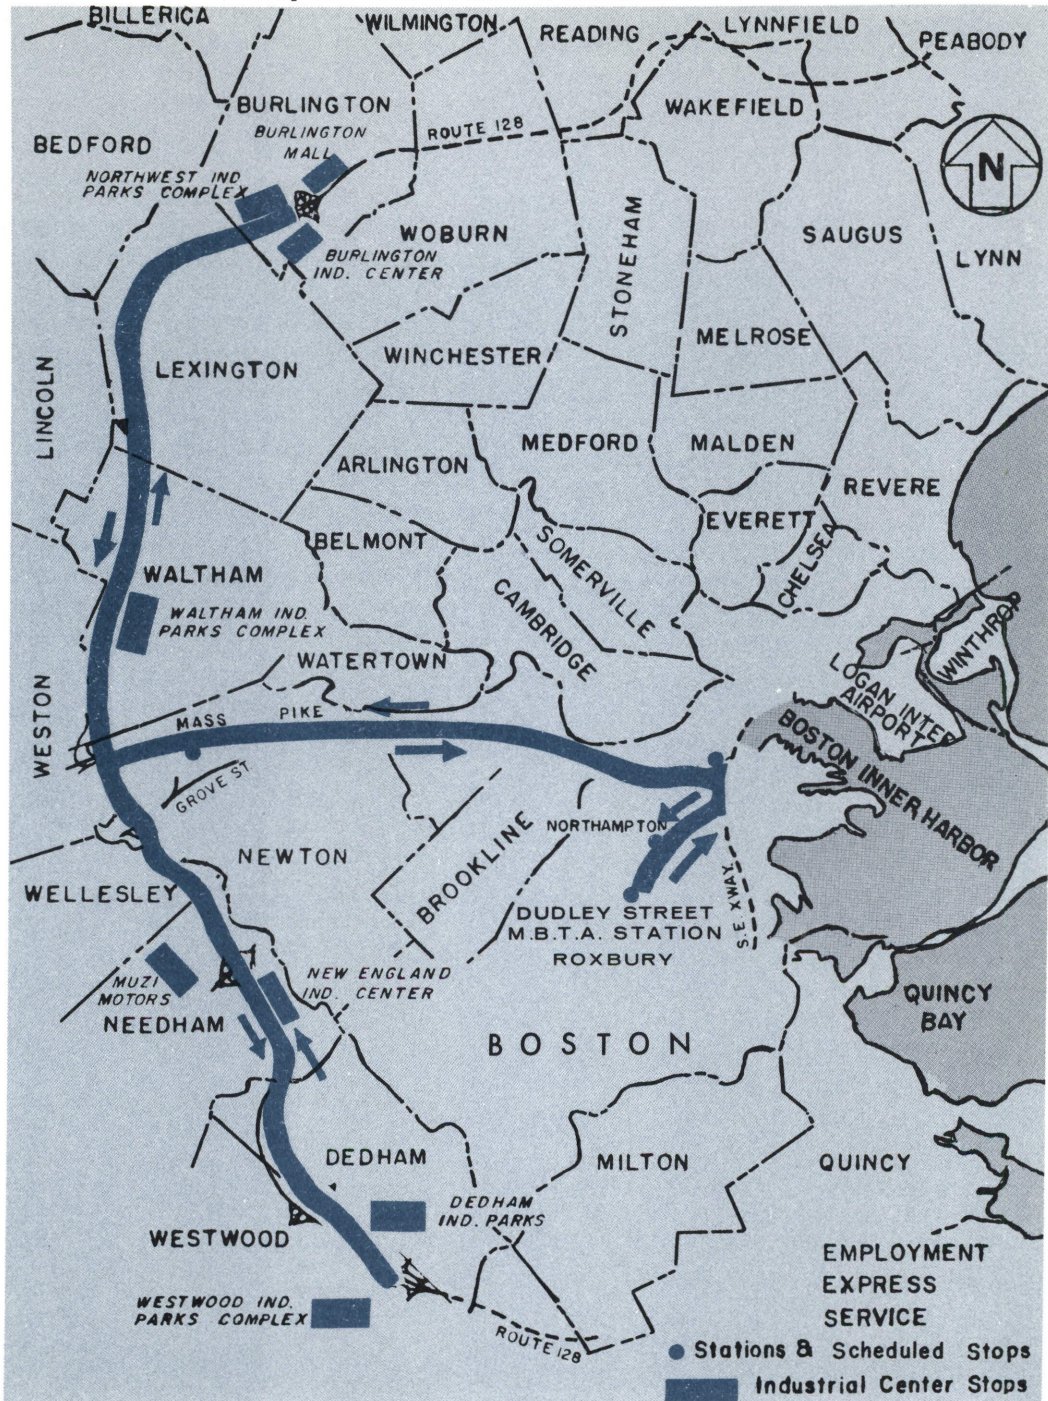 BILLERICA
WILMINGTON
READING
LYNNFIELD
PEABODY
BURLINGTON
BURLINGTON
MALL
ROUTE 128
WAKEFIELD
BEDFORD
NORTHWEST IND.
PARKS COMPLEX
N
WOBURN
STONEHAM
SAUGUS
LYNN
BURLINGTON
IND. CENTER
MELROSE
WINCHESTER
LINCOLN
LEXINGTON
MEDFORD
MALDEN
ARLINGTON
REVERE
EVERETT
BELMONT
SOMERVILLE
CHELSEA
WALTHAM
CAMBRIDGE
WALTHAM IND.
PARKS COMPLEX
WINTHROP
WATERTOWN
LOGAN INTER
AIRPORT
WESTON
MASS PIKE
BOSTON INNER HARBOR
GROVE ST.
NORTHAMPTON
NEWTON
BROOKLINE
WELLESLEY
DUDLEY STREET
M.B.T.A. STATION
ROXBURY
S.E XWAY.
MUZI
MOTORS
NEW ENGLAND
IND. CENTER
NEEDHAM
QUINCY
BAY
BOSTON
DEDHAM
MILTON
QUINCY
DEDHAM
IND. PARKS
WESTWOOD
EMPLOYMENT
EXPRESS
SERVICE
WESTWOOD IND.
PARKS COMPLEX
ROUTE 128
Stations & Scheduled Stops
Industrial Center Stops